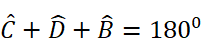 Ĉ + D̂ + B̂ = 180⁰